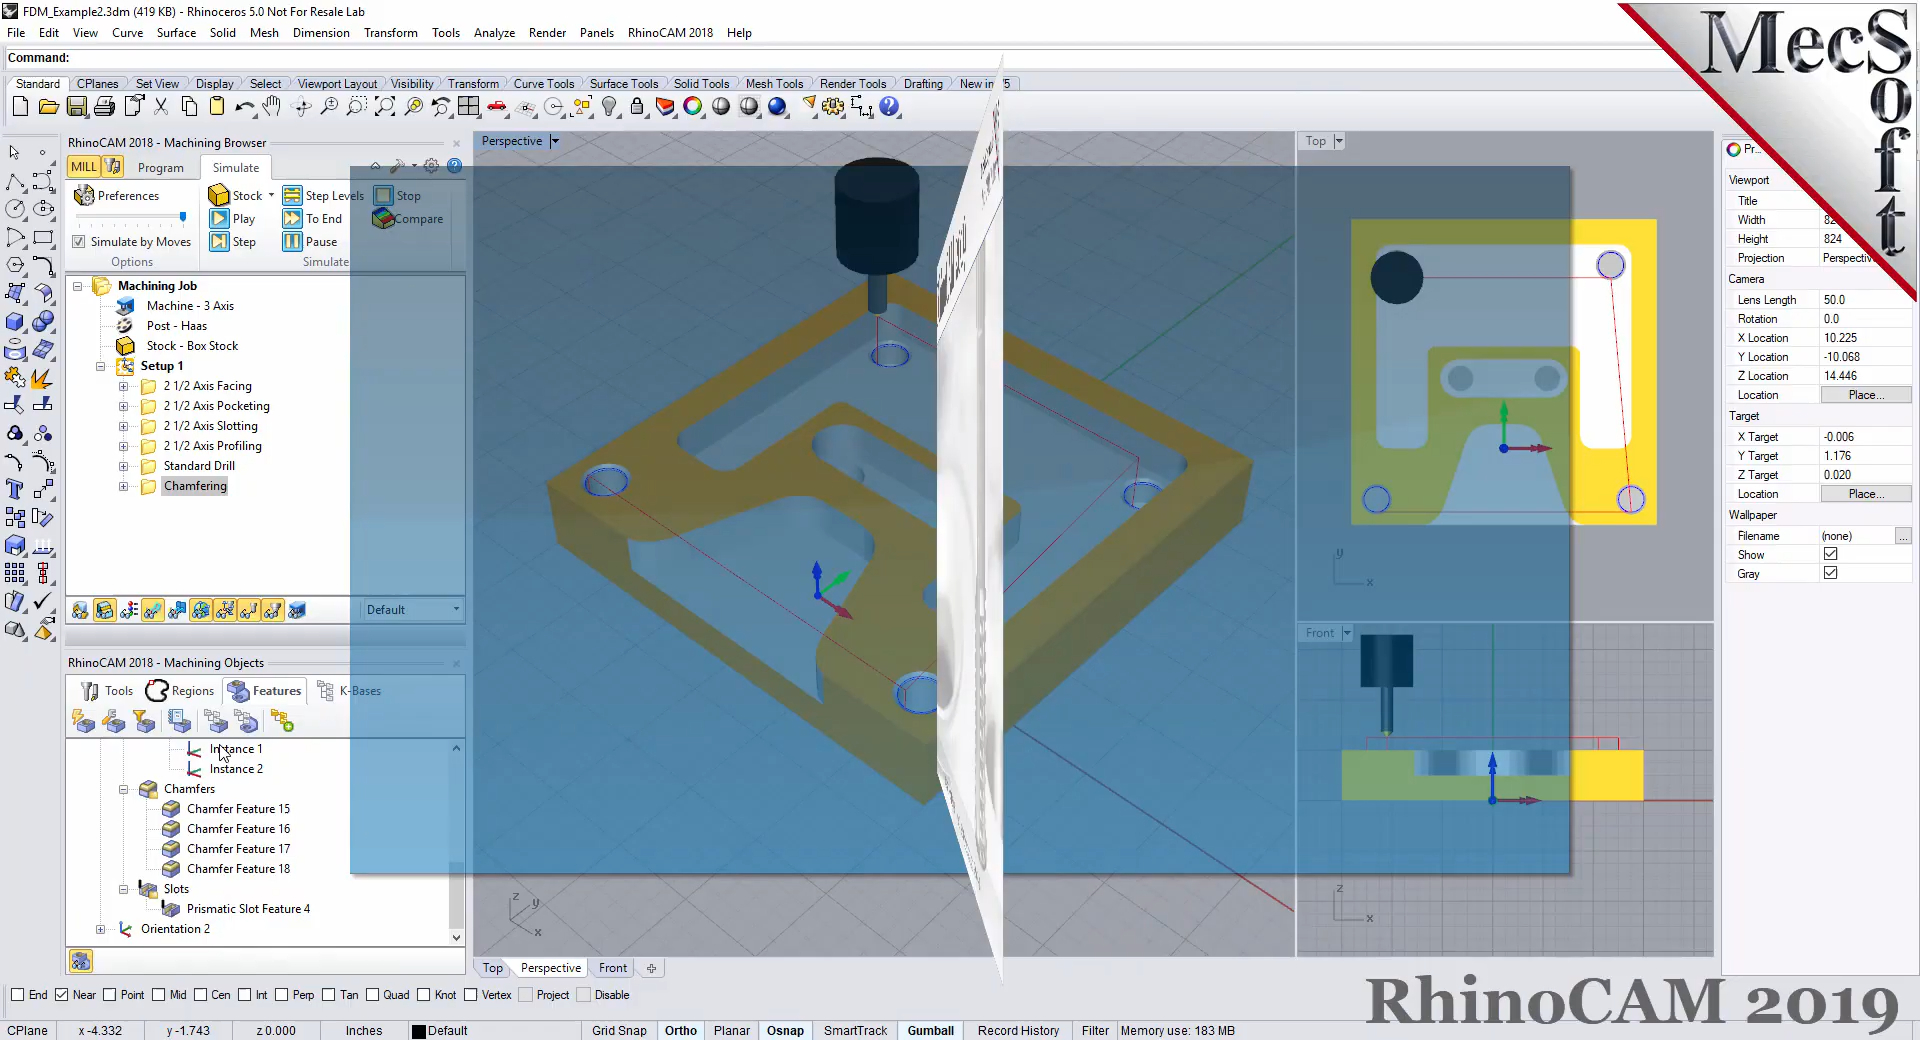 FDM_Example2.3dm (419 KB) - Rhinoceros 5.0 Not For Resale Lab
File Edit View Curve Surface Solid Mesh Dimension Transform Tools Analyze Render Panels RhinoCAM 2018 Help
Command:
Standard CPlanes Set View Display Select Viewport Layout Visibility Transform Curve Tools Surface Tools Solid Tools Mesh Tools Render Tools Drafting New in V5
RhinoCAM 2018 - Machining Browser
MILL Program Simulate
Preferences Stock Step Levels Stop
Play To End Compare
Simulate by Moves Step Pause
Options Simulate
Machining Job
Machine - 3 Axis
Post - Haas
Stock - Box Stock
Setup 1
2 1/2 Axis Facing
2 1/2 Axis Pocketing
2 1/2 Axis Slotting
2 1/2 Axis Profiling
Standard Drill
Chamfering
Default
RhinoCAM 2018 - Machining Objects
Tools Regions Features K-Bases
Instance 1
Instance 2
Chamfers
Chamfer Feature 15
Chamfer Feature 16
Chamfer Feature 17
Chamfer Feature 18
Slots
Prismatic Slot Feature 4
Orientation 2
Perspective
z y x
Top
y x
Front
z x
Top Perspective Front
Pr...
Viewport
Title
Width 82
Height 824
Projection Perspective
Camera
Lens Length 50.0
Rotation 0.0
X Location 10.225
Y Location -10.068
Z Location 14.446
Location Place...
Target
X Target -0.006
Y Target 1.176
Z Target 0.020
Location Place...
Wallpaper
Filename (none) ...
Show
Gray
MecSoft
RhinoCAM 2019
End Near Point Mid Cen Int Perp Tan Quad Knot Vertex Project Disable
CPlane x -4.332 y -1.743 z 0.000 Inches Default Grid Snap Ortho Planar Osnap SmartTrack Gumball Record History Filter Memory use: 183 MB